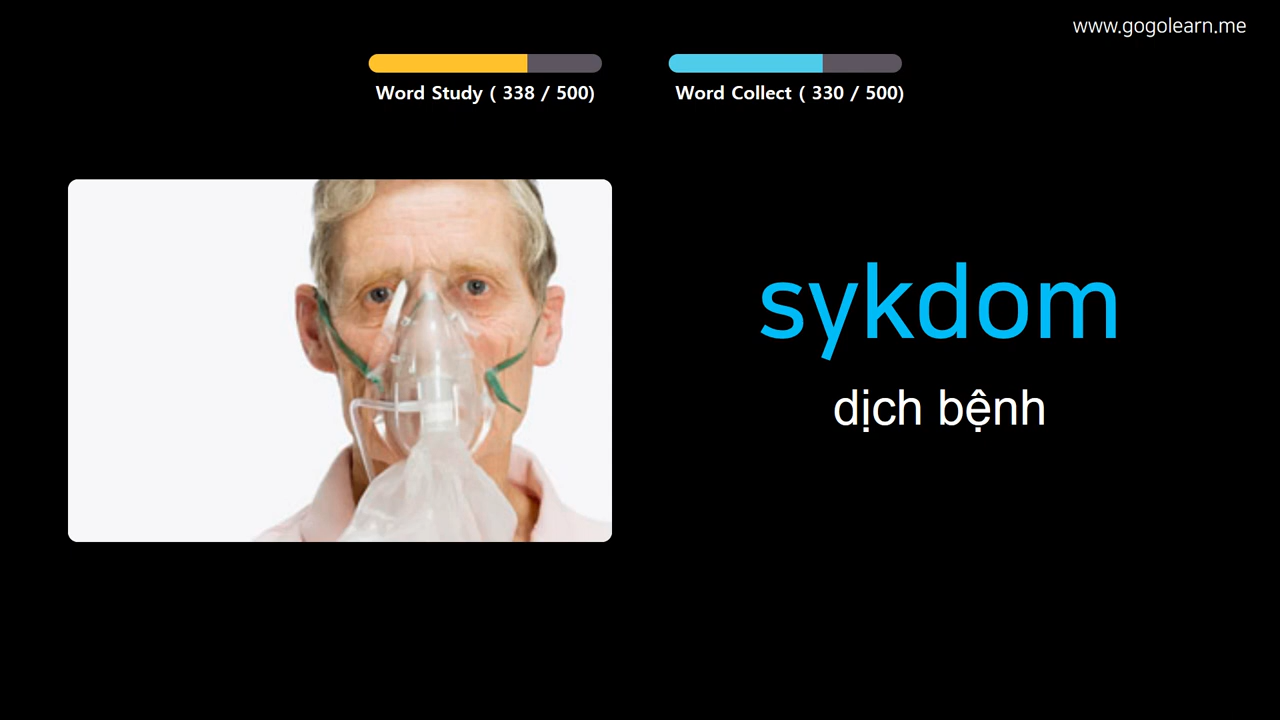 www.gogolearn.me
Word Study ( 338 / 500)
Word Collect ( 330 / 500)
sykdom
dịch bệnh